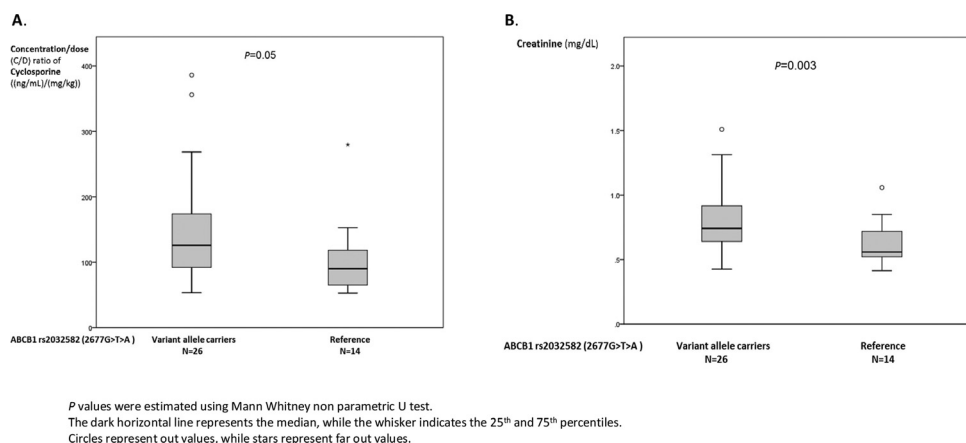 A.
Concentration/dose
(C/D) ratio of
Cyclosporine
((ng/mL)/(mg/kg))
P=0.05
400
300
200
100
0
ABCB1 rs2032582 (2677G>T>A )
Variant allele carriers
N=26
Reference
N=14
B.
Creatinine (mg/dL)
P=0.003
2.0
1.5
1.0
.5
.0
ABCB1 rs2032582 (2677G>T>A )
Variant allele carriers
N=26
Reference
N=14
P values were estimated using Mann Whitney non parametric U test.
The dark horizontal line represents the median, while the whisker indicates the 25th and 75th percentiles.
Circles represent out values, while stars represent far out values.